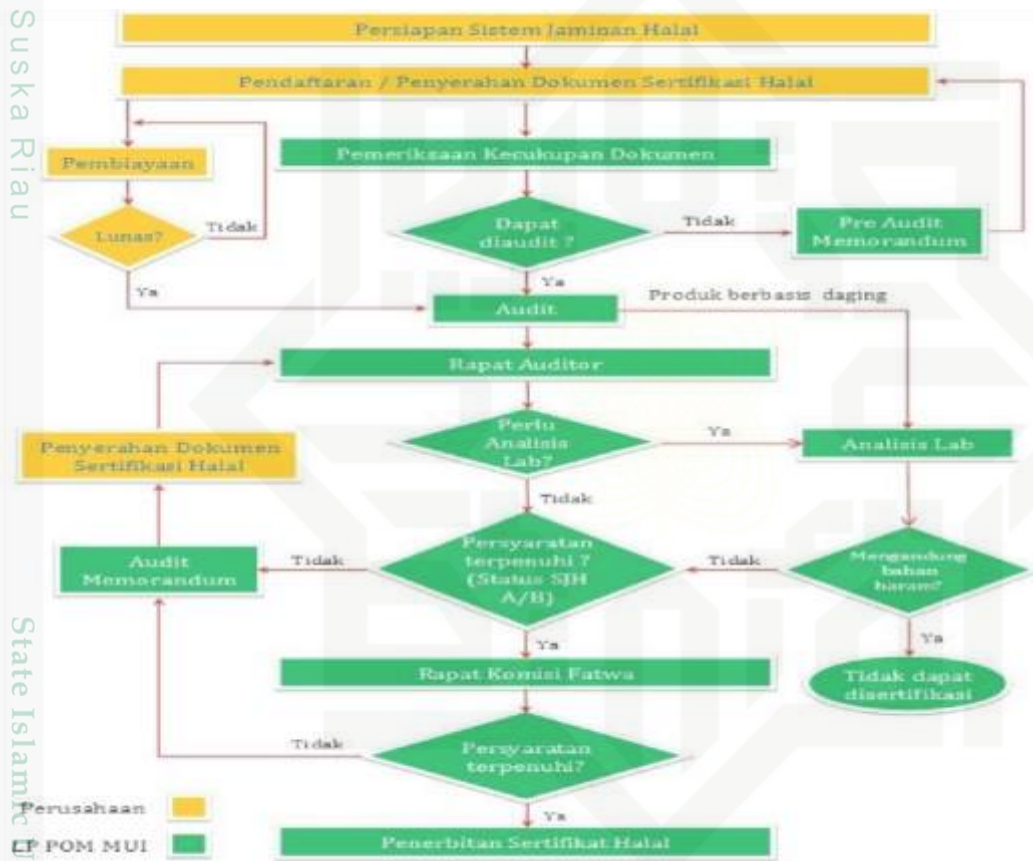 Suska Riau
State Islamic U
Persiapan Sistem Jaminan Halal
Pendaftaran / Penyerahan Dokumen Sertifikasi Halal
Pembiayaan
Pemeriksaan Kecukupan Dokumen
Lunas?
Tidak
Dapat
diaudit ?
Tidak
Pre Audit
Memorandum
Ya
Ya
Audit
Produk berbasis daging
Rapat Auditor
Perlu
Analisis
Lab?
Ya
Analisis Lab
Penyerahan Dokumen
Sertifikasi Halal
Tidak
Audit
Memorandum
Tidak
Persyaratan
terpenuhi ?
(Status SJH
A/B)
Tidak
Mengandung
bahan
haram?
Ya
Ya
Rapat Komisi Fatwa
Tidak dapat
disertifikasi
Tidak
Persyaratan
terpenuhi?
Ya
Penerbitan Sertifikat Halal
Perusahaan
LP POM MUI